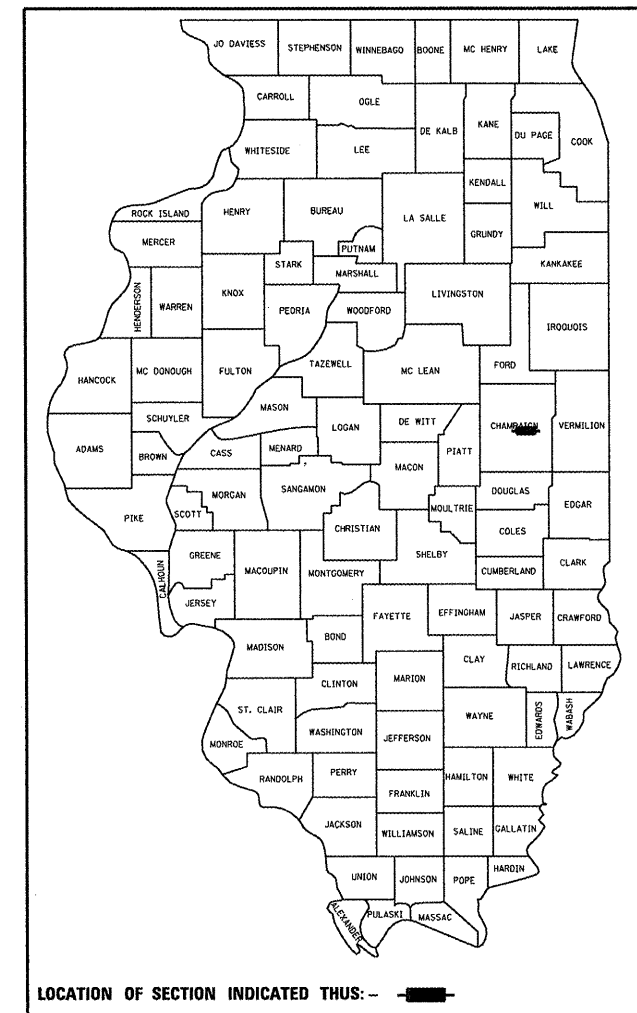 JO DAVIESS STEPHENSON WINNEBAGO BOONE MC HENRY LAKE
CARROLL OGLE DE KALB KANE DU PAGE COOK
WHITESIDE LEE
KENDALL WILL
ROCK ISLAND HENRY BUREAU LA SALLE
MERCER PUTNAM GRUNDY
STARK MARSHALL KANKAKEE
HENDERSON WARREN KNOX PEORIA WOODFORD LIVINGSTON IROQUOIS
HANCOCK MC DONOUGH FULTON TAZEWELL MC LEAN FORD
SCHUYLER MASON LOGAN DE WITT CHAMPAIGN VERMILION
ADAMS BROWN CASS MENARD MACON PIATT
MORGAN SANGAMON DOUGLAS EDGAR
PIKE SCOTT CHRISTIAN MOULTRIE COLES
GREENE SHELBY
CALHOUN MACOUPIN MONTGOMERY CUMBERLAND CLARK
JERSEY FAYETTE EFFINGHAM JASPER CRAWFORD
MADISON BOND
CLAY RICHLAND LAWRENCE
CLINTON MARION
ST. CLAIR WAYNE EDWARDS WABASH
MONROE WASHINGTON JEFFERSON
RANDOLPH PERRY HAMILTON WHITE
FRANKLIN
JACKSON WILLIAMSON SALINE GALLATIN
UNION JOHNSON POPE HARDIN
ALEXANDER PULASKI MASSAC
LOCATION OF SECTION INDICATED THUS: –